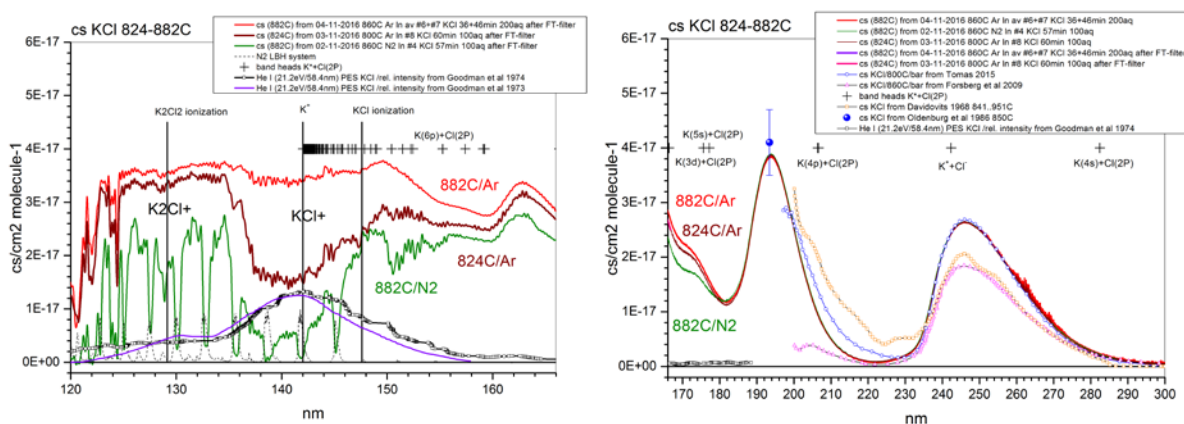 cs KCl 824-882C
cs (882C) from 04-11-2016 860C Ar ln av #6+#7 KCl 36+46min 200aq after FT-filter
cs (824C) from 03-11-2016 800C Ar ln #8 KCl 60min 100aq after FT-filter
cs (882C) from 02-11-2016 860C N2 ln #4 KCl 57min 100aq after FT-filter
N2 LBH system
He I (21.2eV/58.4nm) PES KCl /rel. intensity from Goodman et al 1974
band heads K*+Cl(2P)
He I (21.2eV/58.4nm) PES KCl /rel. intensity from Goodman et al 1973
6E-17
5E-17
4E-17
3E-17
2E-17
1E-17
0E+00
cs/cm2 molecule-1
K2Cl2 ionization
KCl ionization
K(6p)+Cl(2P)
882C/Ar
K2Cl+
KCl+
824C/Ar
882C/N2
120
130
140
150
160
nm
cs KCl 824-882C
cs (882C) from 04-11-2016 860C Ar ln av #6+#7 KCl 36+46min 200aq
cs (882C) from 02-11-2016 860C N2 ln #4 KCl 57min 100aq
cs (824C) from 03-11-2016 800C Ar ln #8 KCl 60min 100aq
cs (882C) from 04-11-2016 860C Ar ln av #6+#7 KCl 36+46min 200aq after FT-filter
cs (824C) from 03-11-2016 800C Ar ln #8 KCl 60min 100aq after FT-filter
cs KCl/800C/bar from Tomas 2015
cs KCl/860C/bar from Forsberg et al 2009
band heads K*+Cl(2P)
cs KCl from Davidovits 1968 841..951C
cs KCl from Oldenburg et al 1986 850C
He I (21.2eV/58.4nm) PES KCl /rel. intensity from Goodman et al 1974
6E-17
5E-17
4E-17
3E-17
2E-17
1E-17
0E+00
cs/cm2 molecule-1
K(5s)+Cl(2P)
K(3d)+Cl(2P)
K(4p)+Cl(2P)
K⁺+Cl⁻
K(4s)+Cl(2P)
882C/Ar
824C/Ar
882C/N2
170
180
190
200
210
220
230
240
250
260
270
280
290
300
nm